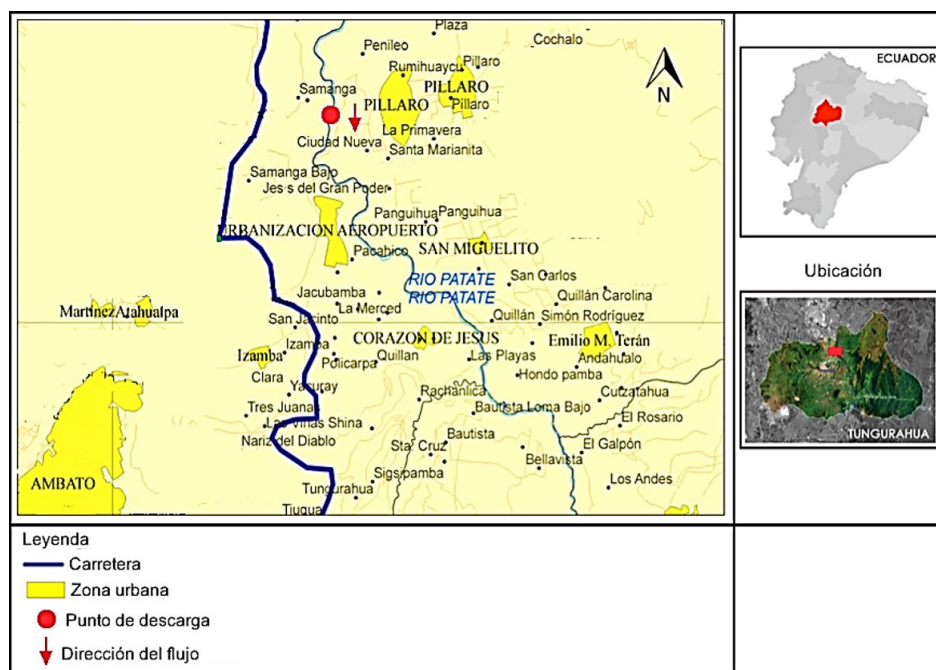 Plaza
Cochalo
Penileo
Rumihuaycu
Pillaro
PILLARO
Samanga
PILLARO
Pillaro
La Primavera
Ciudad Nueva
Santa Marianita
Samanga Bajo
Jes s del Gran Poder
Panguihua
Panguihua
URBANIZACION AEROPUERTO
SAN MIGUELITO
Pacahico
RIO PATATE
RIO PATATE
San Carlos
Jacubamba
Quillán Carolina
La Merced
Martinez
Atahualpa
San Jacinto
Quillán
Simón Rodríguez
Izamba
CORAZON DE JESUS
Emilio M. Terán
Izamba
Policarpa
Quillan
Las Playas
Andahualo
Clara
Hondo pamba
Yacuray
Rachanlica
Cutzatahua
Tres Juanas
Bautista Loma Bajo
Las Viñas Shina
El Rosario
Nariz del Diablo
Bautista
El Galpón
Sta. Cruz
Bellavista
AMBATO
Sigsipamba
Los Andes
Tungurahua
Tiugua
N
ECUADOR
Ubicación
TUNGURAHUA
Leyenda
Carretera
Zona urbana
Punto de descarga
Dirección del flujo